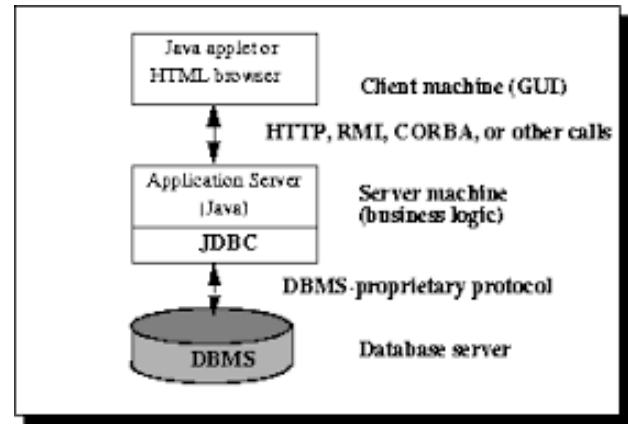 Java applet or
HTML browser
Client machine (GUI)
HTTP, RMI, CORBA, or other calls
Application Server
(Java)
JDBC
Server machine
(business logic)
DBMS-proprietary protocol
DBMS
Database server